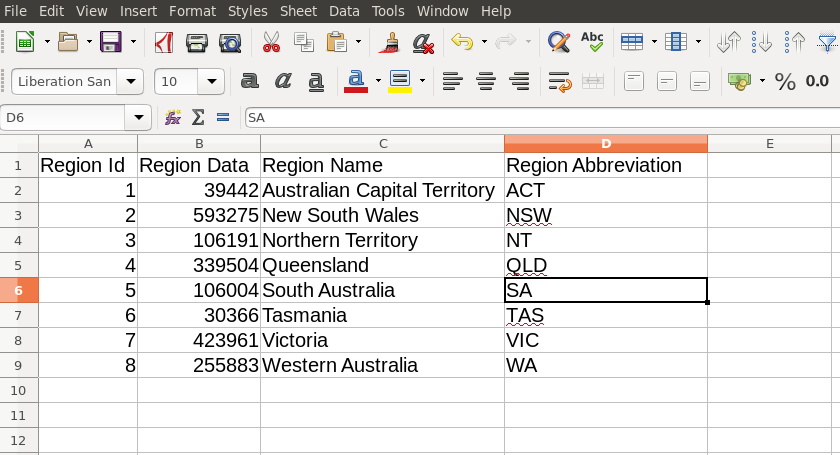 File Edit View Insert Format Styles Sheet Data Tools Window Help
Abc
Liberation San 10 a a a a % 0.0
D6 fx Σ = SA
A B C D E
1 Region Id Region Data Region Name Region Abbreviation
2 1 39442 Australian Capital Territory ACT
3 2 593275 New South Wales NSW
4 3 106191 Northern Territory NT
5 4 339504 Queensland QLD
6 5 106004 South Australia SA
7 6 30366 Tasmania TAS
8 7 423961 Victoria VIC
9 8 255883 Western Australia WA
10
11
12